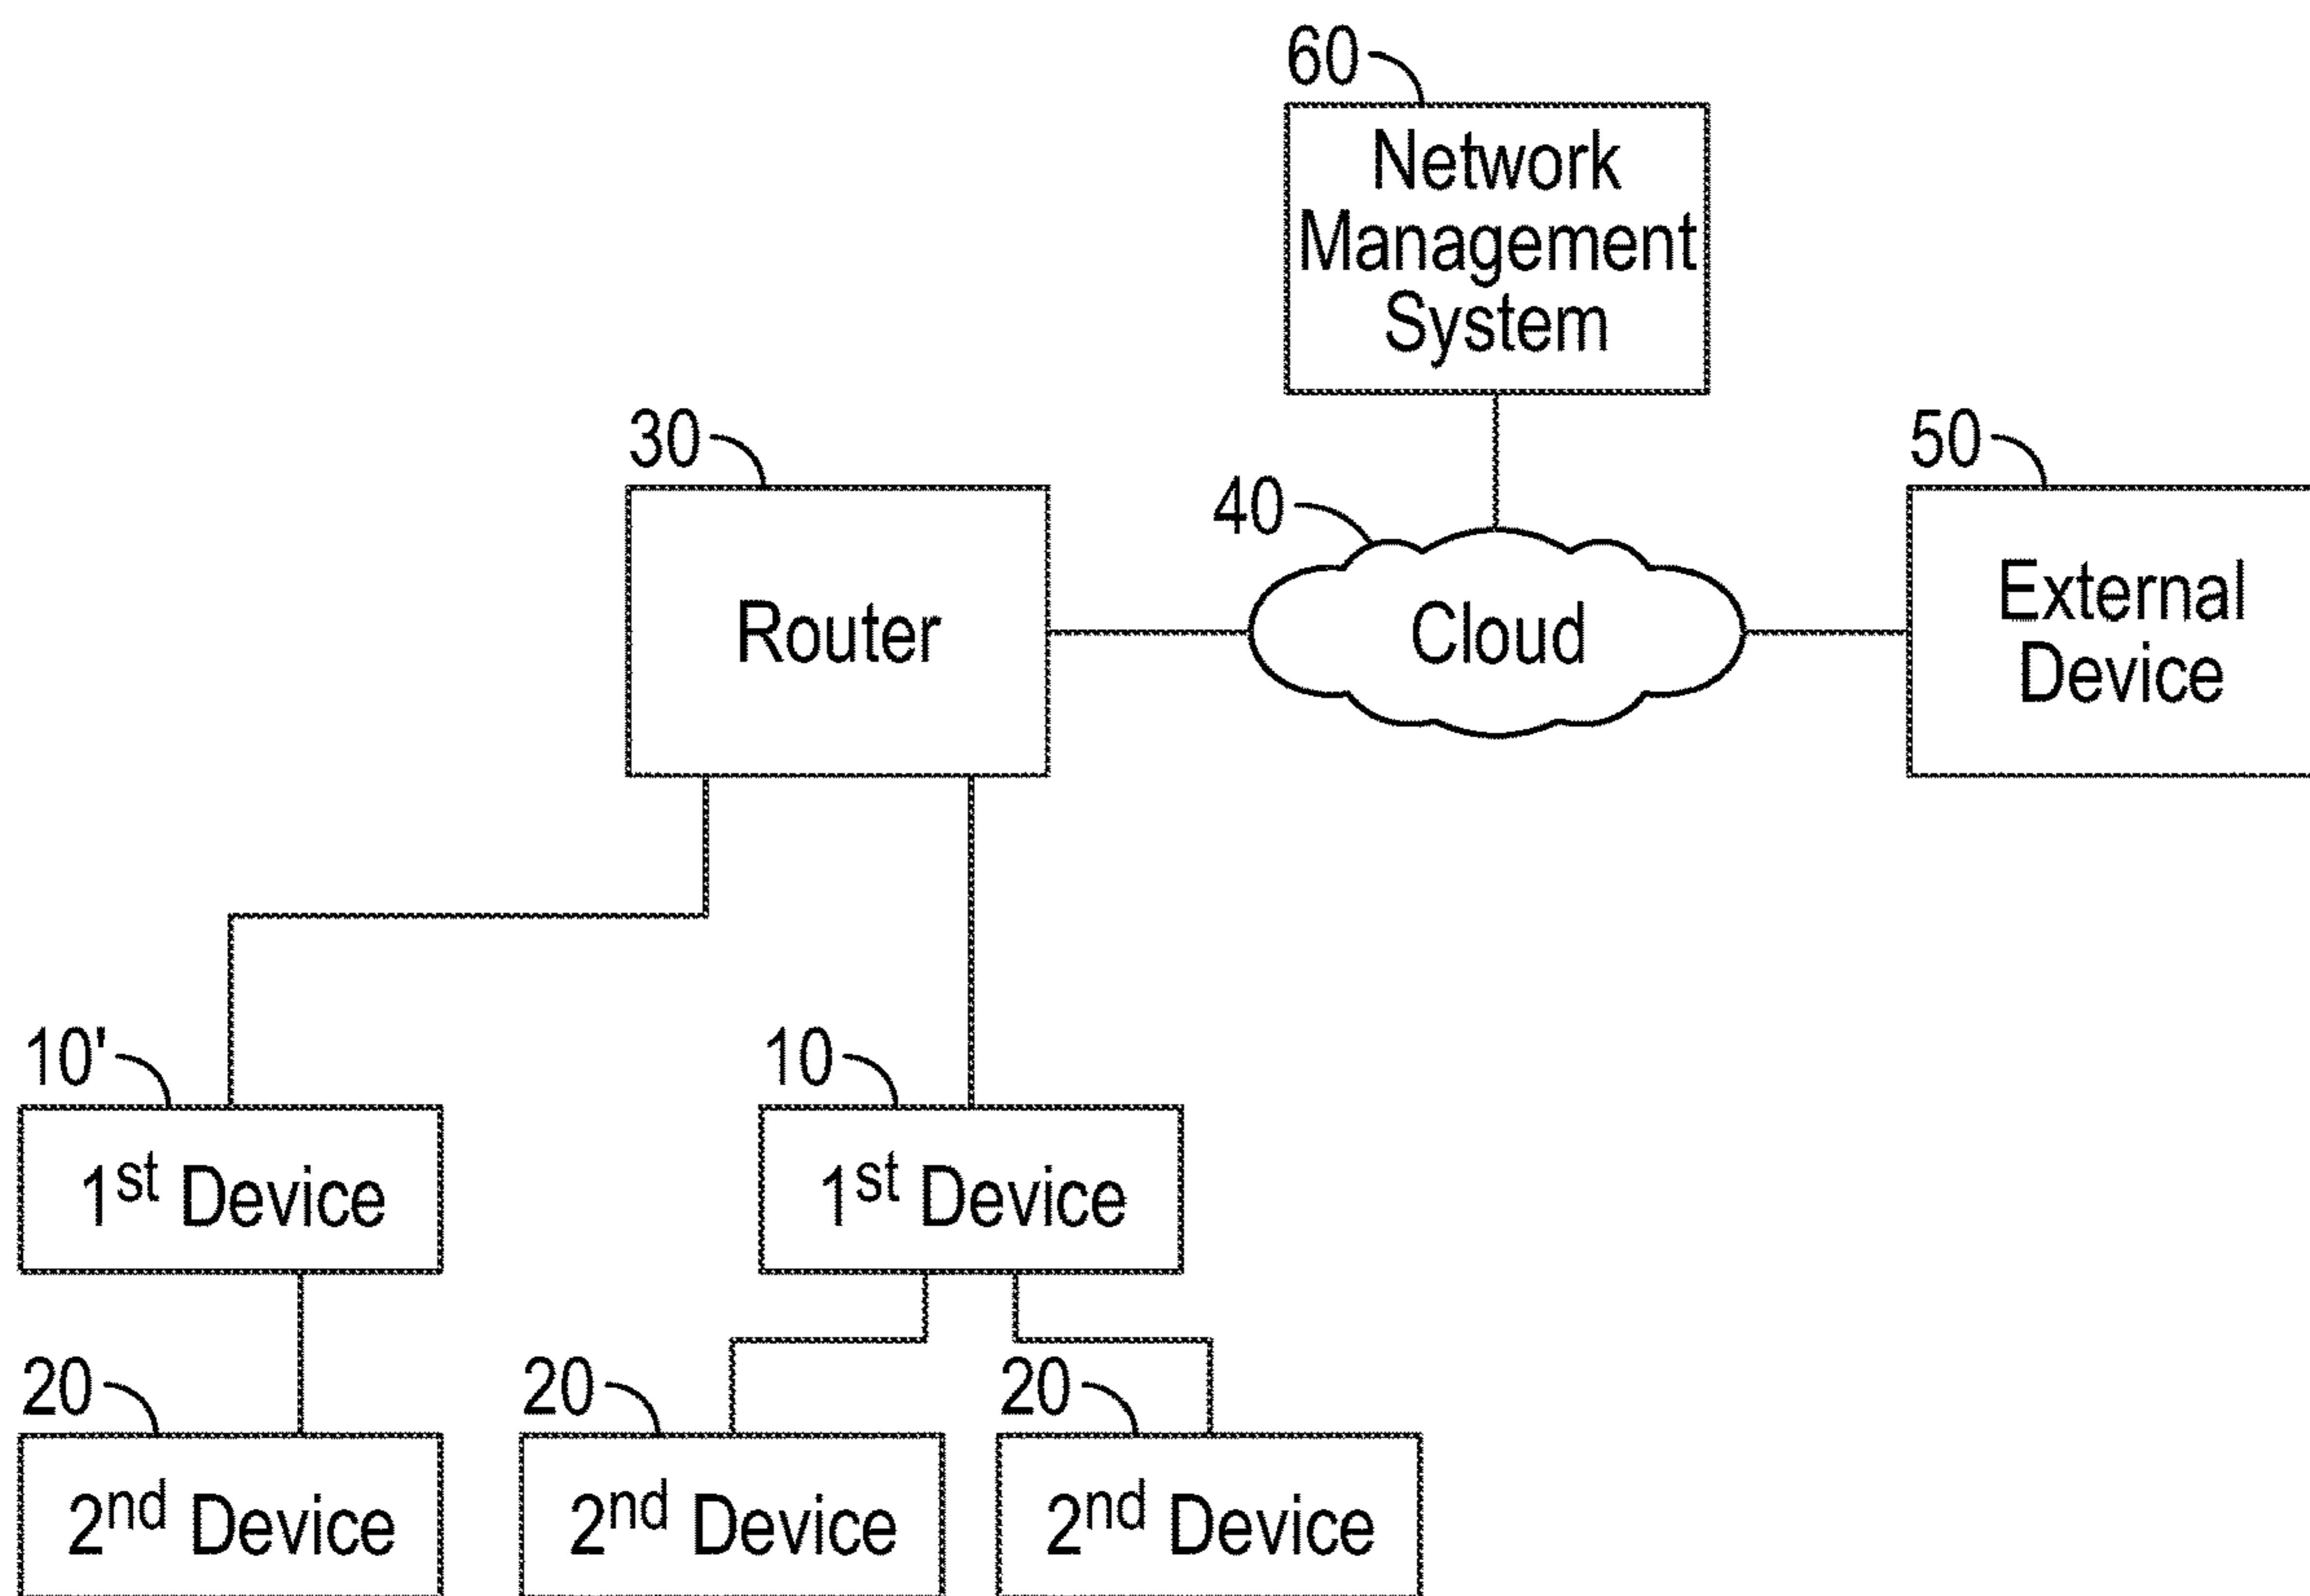 60
Network
Management
System
30
50
40
Router
Cloud
External
Device
10'
10
1st Device
1st Device
20
20
20
2nd Device
2nd Device
2nd Device